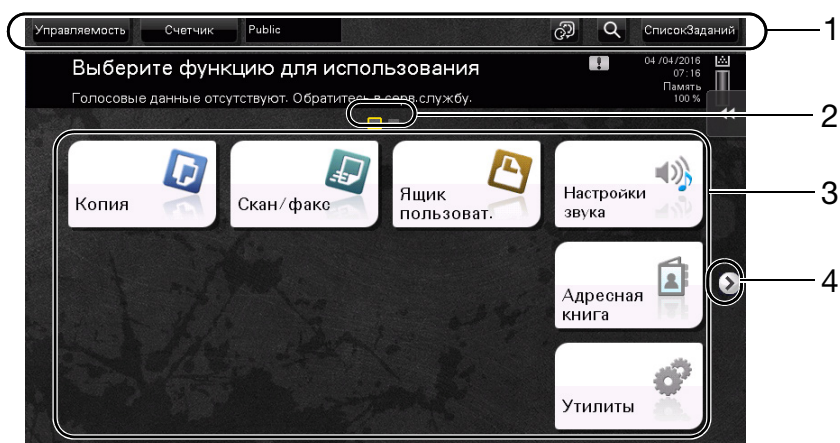 Управляемость Счетчик Public СписокЗаданий 1
Выберите функцию для использования
04/04/2016
07:16
Память
100 %
Голосовые данные отсутствуют. Обратитесь в серв.службу.
2
Копия
Скан/факс
Ящик
пользоват.
Настройки
звука
3
Адресная
книга
4
Утилиты